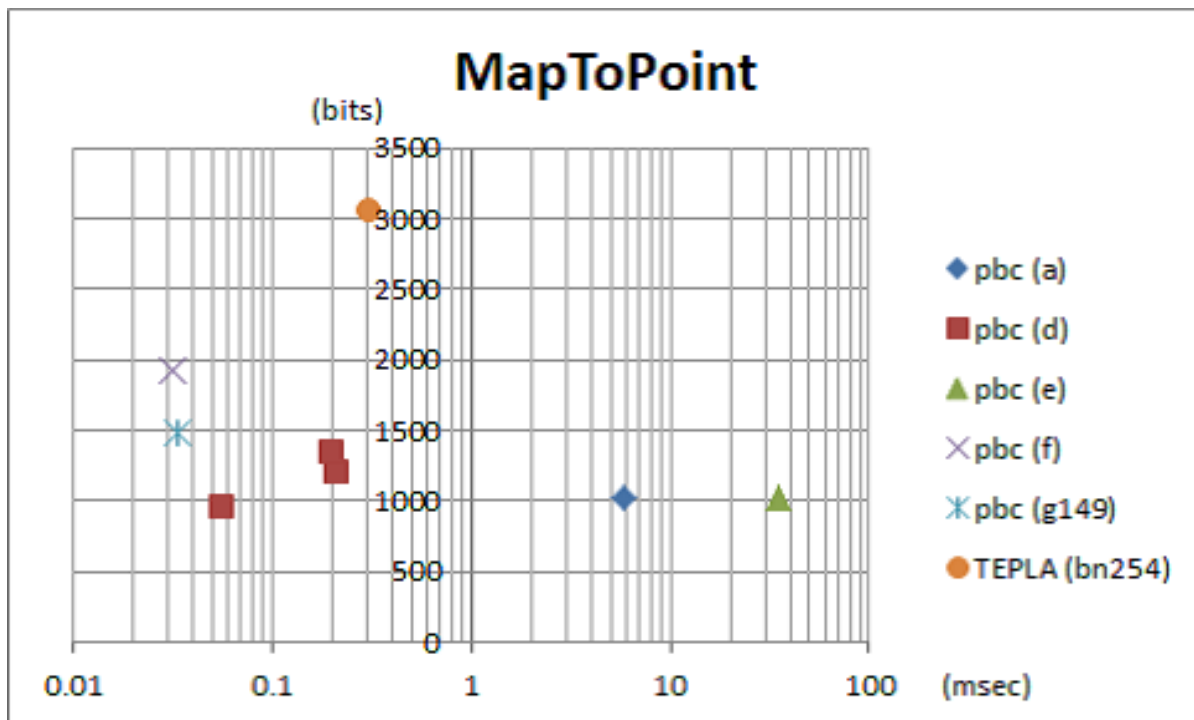 MapToPoint
(bits)
3500
3000
2500
2000
1500
1000
500
0
0.01 0.1 1 10 100 (msec)
pbc (a)
pbc (d)
pbc (e)
pbc (f)
pbc (g149)
TEPLA (bn254)